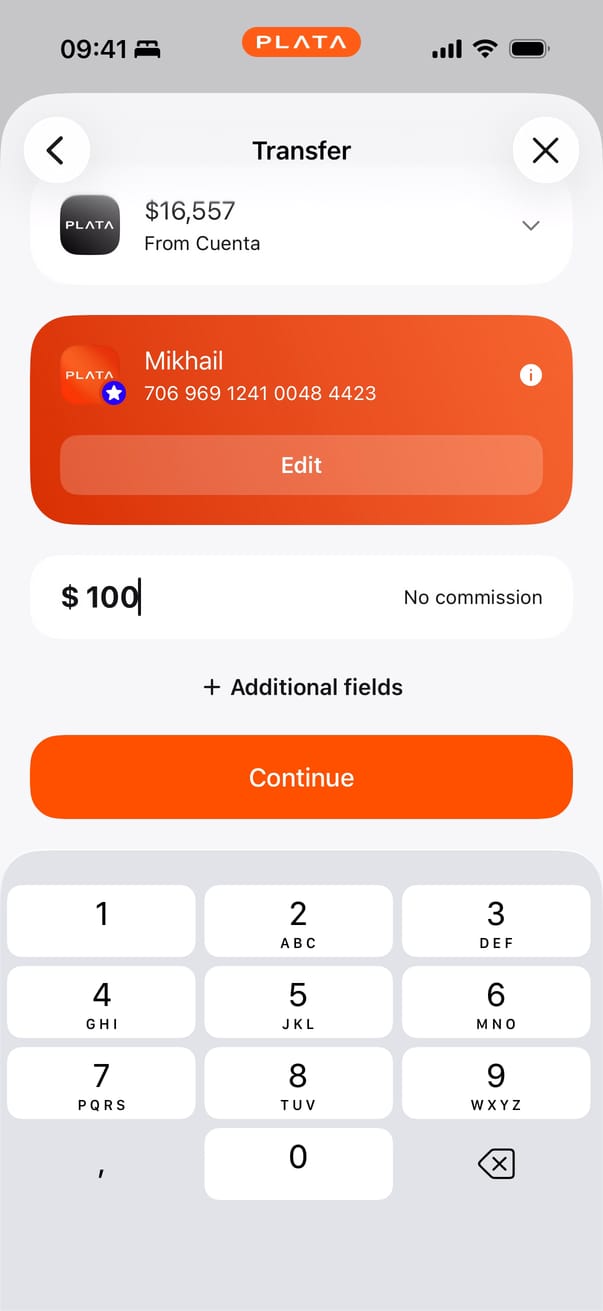 09:41
PLATA
Transfer
PLATA
$16,557
From Cuenta
PLATA
Mikhail
706 969 1241 0048 4423
Edit
$ 100
No commission
+ Additional fields
Continue
1
2
ABC
3
DEF
4
GHI
5
JKL
6
MNO
7
PQRS
8
TUV
9
WXYZ
,
0